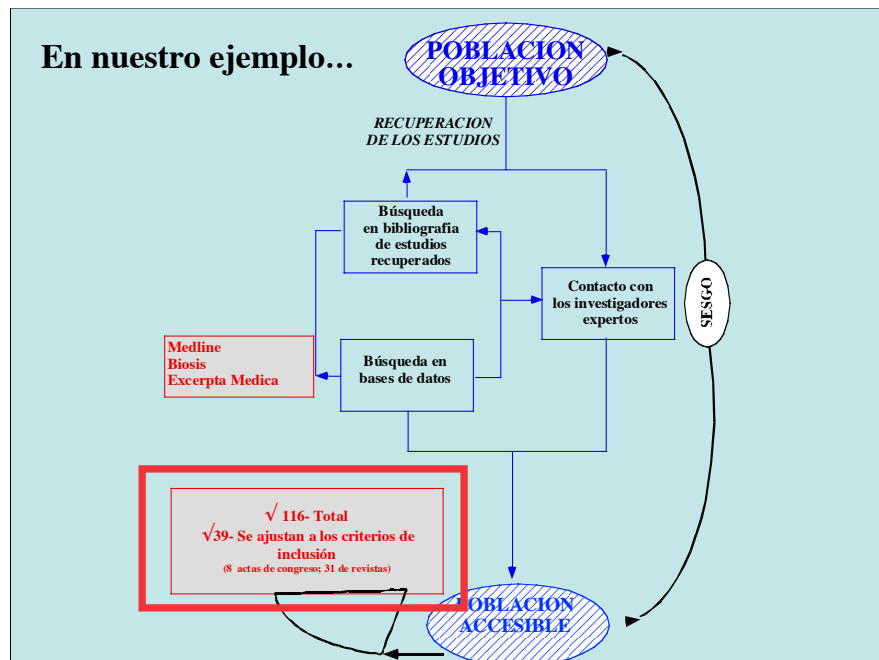 En nuestro ejemplo...
POBLACION
OBJETIVO
RECUPERACION
DE LOS ESTUDIOS
Búsqueda
en bibliografia
de estudios
recuperados
Contacto con
los investigadores
expertos
SESGO
Medline
Biosis
Excerpta Medica
Búsqueda en
bases de datos
√ 116- Total
√39- Se ajustan a los criterios de
inclusión
(8 actas de congreso; 31 de revistas)
POBLACION
ACCESIBLE